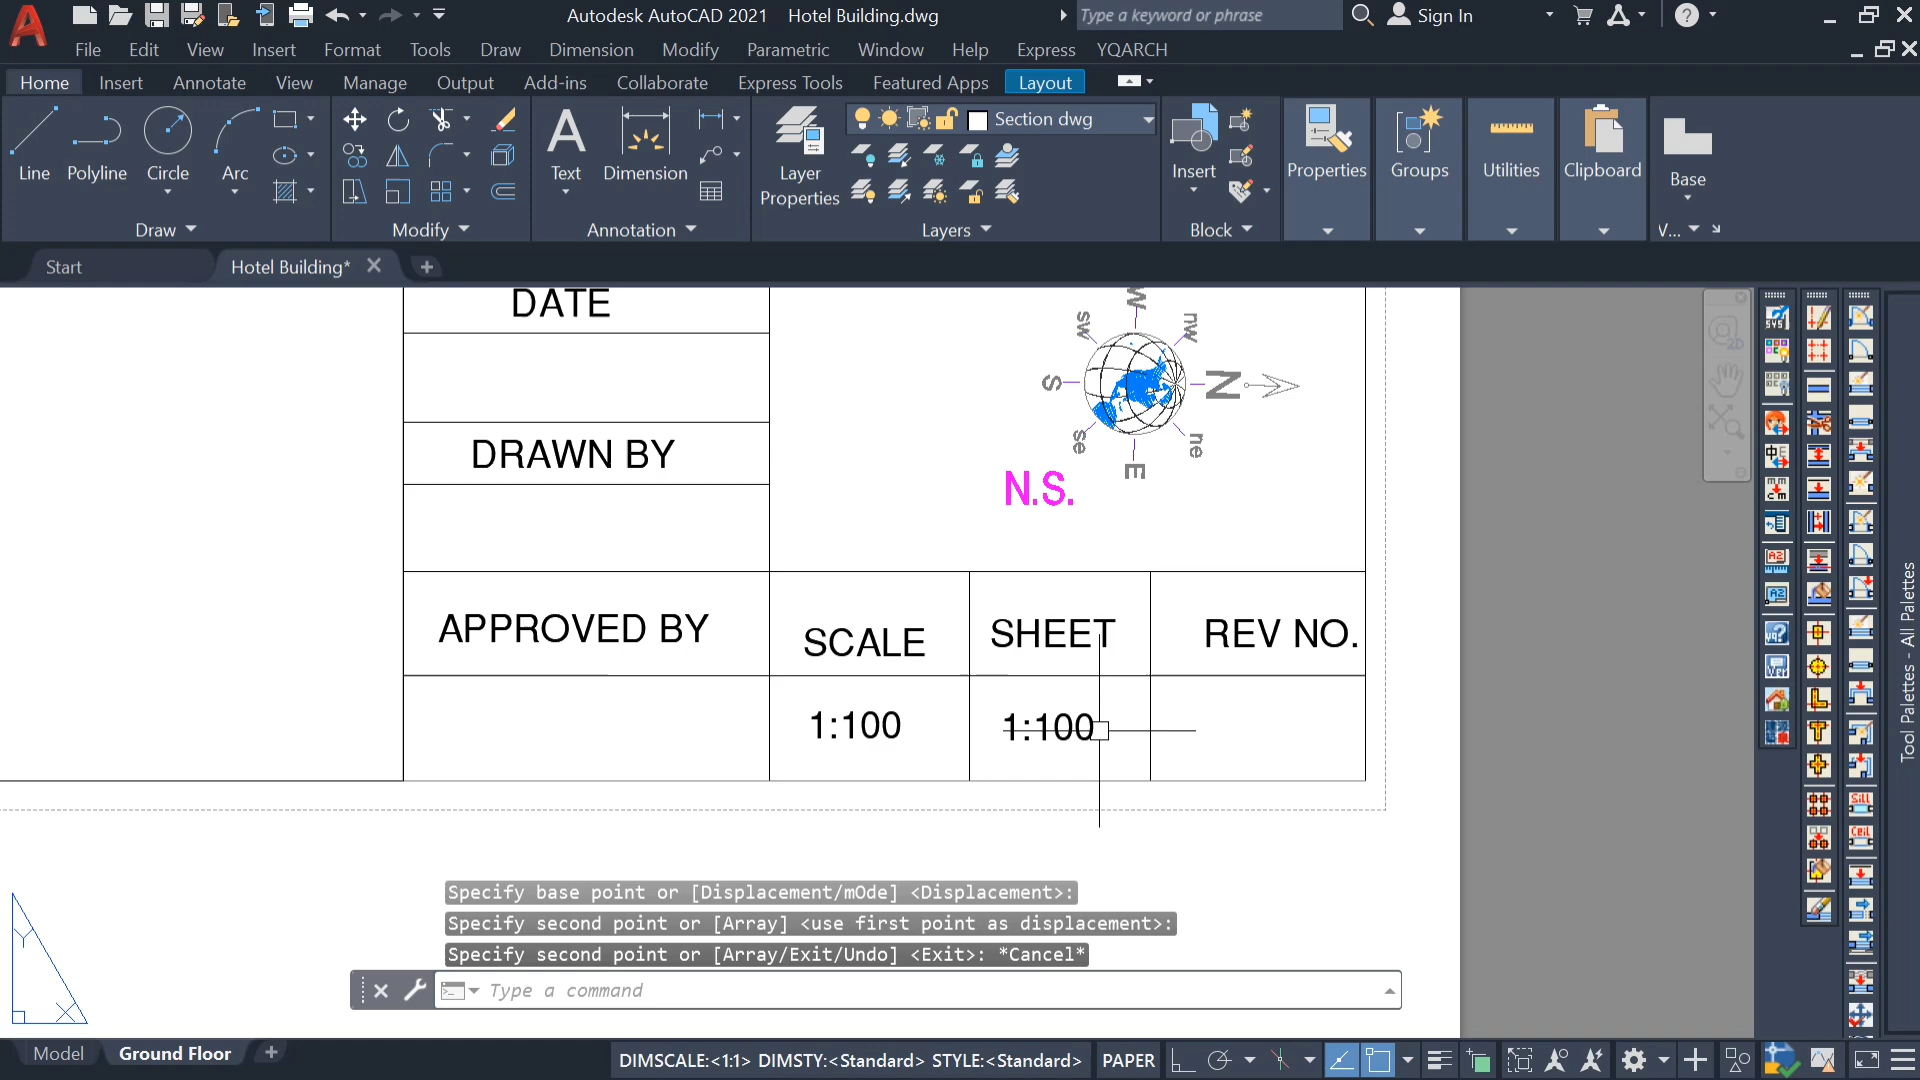 Autodesk AutoCAD 2021 Hotel Building.dwg
Type a keyword or phrase
Sign In
File Edit View Insert Format Tools Draw Dimension Modify Parametric Window Help Express YQARCH
Home Insert Annotate View Manage Output Add-ins Collaborate Express Tools Featured Apps Layout
Section dwg
Line Polyline Circle Arc Text Dimension Layer Properties Insert Properties Groups Utilities Clipboard Base
Draw Modify Annotation Layers Block V...
Start Hotel Building*
DATE
W
sw nw
S N
se ne
E
DRAWN BY
N.S.
APPROVED BY SCALE SHEET REV NO.
1:100 1:100
Tool Palettes - All Palettes
Specify base point or [Displacement/mOde] <Displacement>:
Specify second point or [Array] <use first point as displacement>:
Specify second point or [Array/Exit/Undo] <Exit>: *Cancel*
Type a command
Y
X
Model Ground Floor
DIMSCALE:<1:1> DIMSTY:<Standard> STYLE:<Standard> PAPER